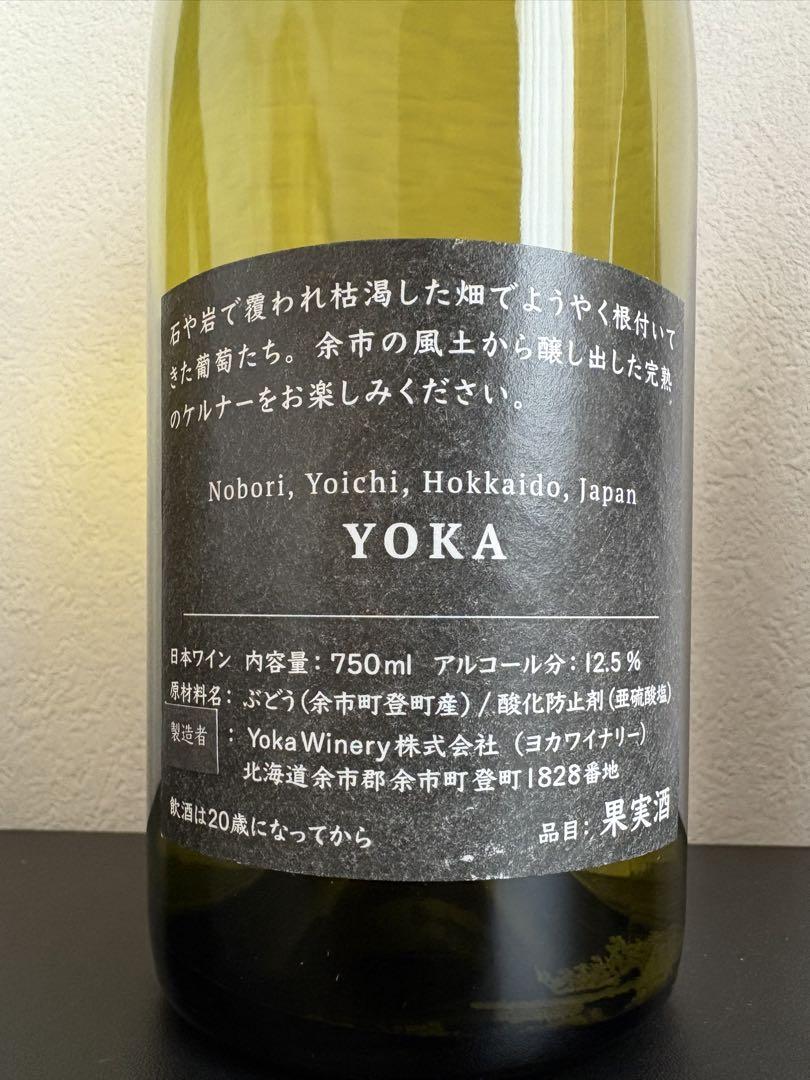 石や岩で覆われ枯渇した畑でようやく根付いて
きた葡萄たち。余市の風土から醸し出した完熟
のケルナーをお楽しみください。
Nobori, Yoichi, Hokkaido, Japan
YOKA
日本ワイン 内容量：750ml アルコール分：12.5%
原材料名：ぶどう（余市町登町産）/ 酸化防止剤（亜硫酸塩）
製造者：Yoka Winery株式会社（ヨカワイナリー）
北海道余市郡余市町登町1828番地
飲酒は20歳になってから 品目：果実酒